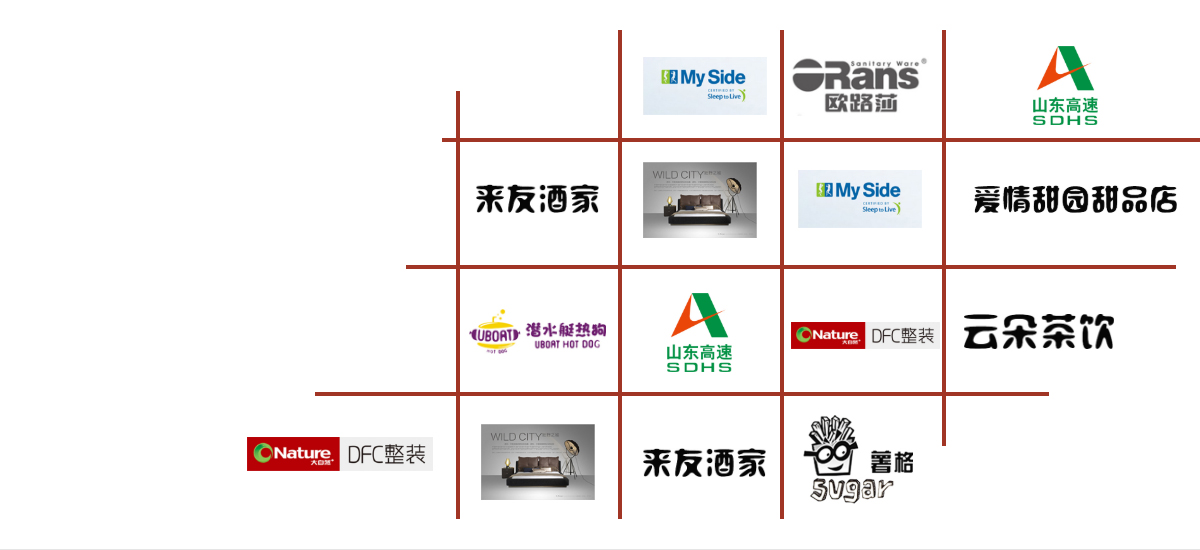 My Side
CERTIFIED BY
Sleep to Live
Sanitary Ware®
ORans
欧路莎
山东高速
SDHS
来友酒家
WILD CITY
My Side
CERTIFIED BY
Sleep to Live
爱情甜园甜品店
UBOAT
HOT DOG
潜水艇热狗
UBOAT HOT DOG
山东高速
SDHS
Nature
大自然
DFC整装
云朵茶饮
Nature
大自然
DFC整装
WILD CITY
来友酒家
sugar
薯格